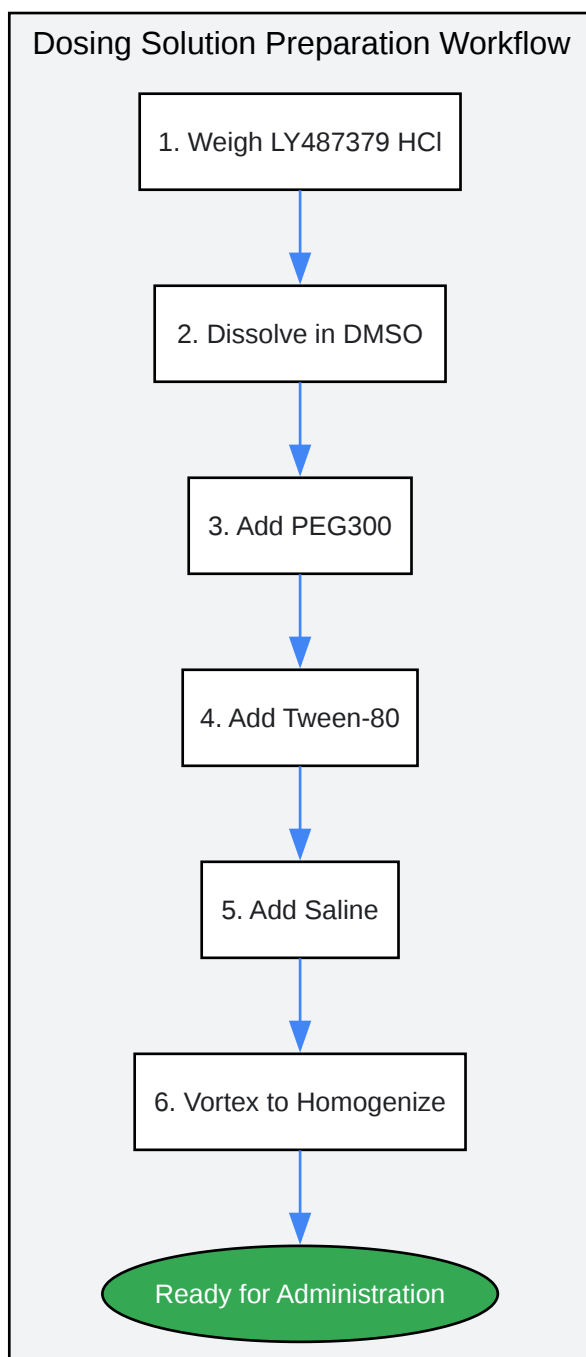 Dosing Solution Preparation Workflow
1. Weigh LY487379 HCl
2. Dissolve in DMSO
3. Add PEG300
4. Add Tween-80
5. Add Saline
6. Vortex to Homogenize
Ready for Administration